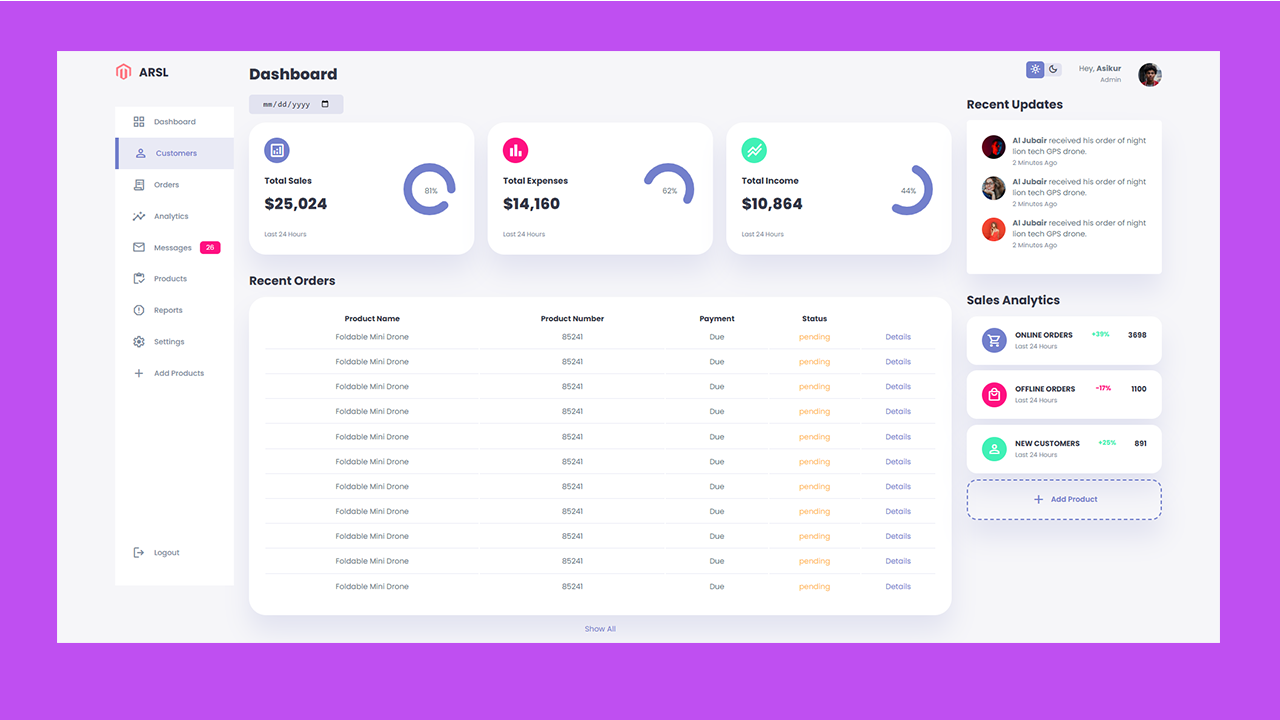 ARSL
Dashboard
Customers
Orders
Analytics
Messages 26
Products
Reports
Settings
Add Products
Logout
Dashboard
mm/dd/yyyy
Total Sales
$25,024
81%
Last 24 Hours
Total Expenses
$14,160
62%
Last 24 Hours
Total Income
$10,864
44%
Last 24 Hours
Recent Orders
Product Name Product Number Payment Status
Foldable Mini Drone 85241 Due pending Details
Foldable Mini Drone 85241 Due pending Details
Foldable Mini Drone 85241 Due pending Details
Foldable Mini Drone 85241 Due pending Details
Foldable Mini Drone 85241 Due pending Details
Foldable Mini Drone 85241 Due pending Details
Foldable Mini Drone 85241 Due pending Details
Foldable Mini Drone 85241 Due pending Details
Foldable Mini Drone 85241 Due pending Details
Foldable Mini Drone 85241 Due pending Details
Foldable Mini Drone 85241 Due pending Details
Show All
Hey, Asikur
Admin
Recent Updates
Al Jubair received his order of night
lion tech GPS drone.
2 Minutes Ago
Al Jubair received his order of night
lion tech GPS drone.
2 Minutes Ago
Al Jubair received his order of night
lion tech GPS drone.
2 Minutes Ago
Sales Analytics
ONLINE ORDERS +39% 3698
Last 24 Hours
OFFLINE ORDERS -17% 1100
Last 24 Hours
NEW CUSTOMERS +25% 891
Last 24 Hours
Add Product